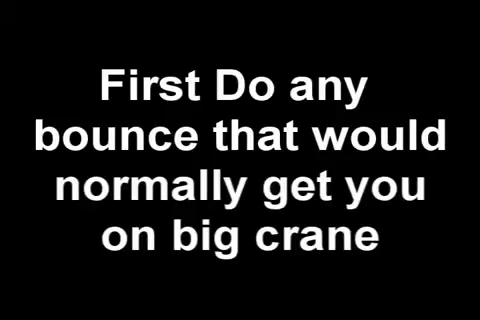 First Do any
bounce that would
normally get you
on big crane